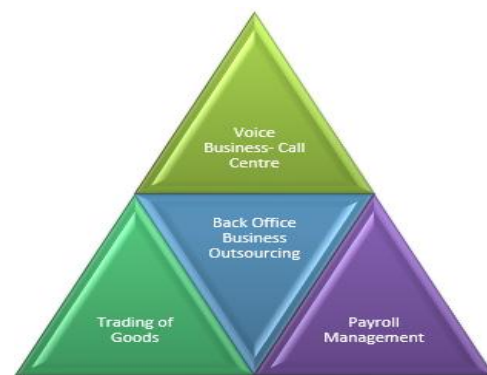 Voice
Business- Call
Centre
Back Office
Business
Outsourcing
Trading of
Goods
Payroll
Management